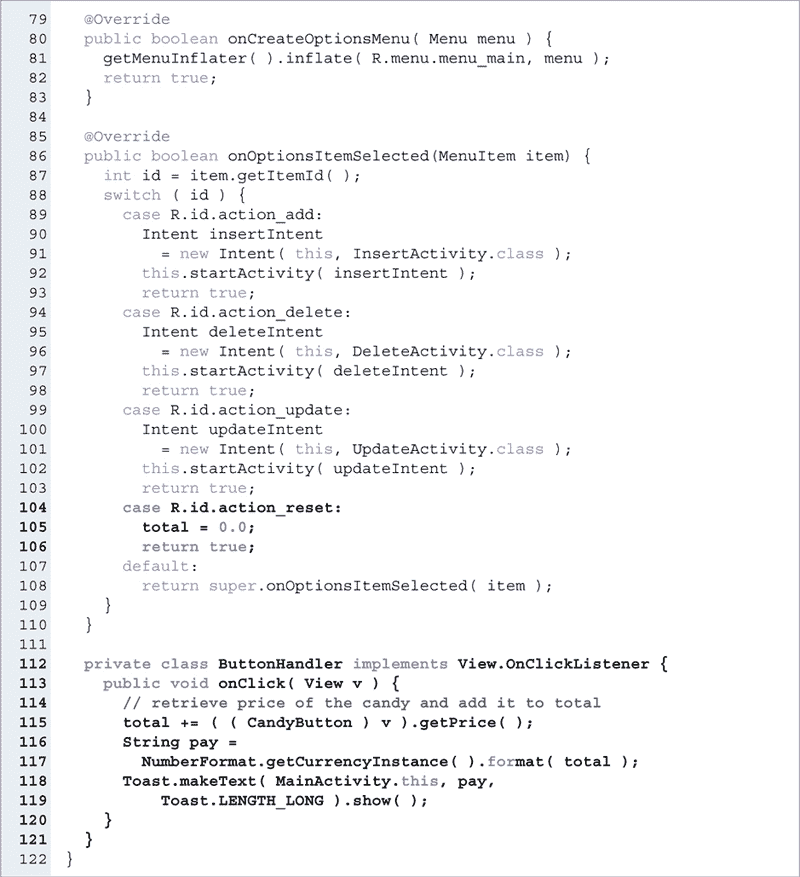 79 @Override
80 public boolean onCreateOptionsMenu( Menu menu ) {
81 getMenuInflater( ).inflate( R.menu.menu_main, menu );
82 return true;
83 }
84
85 @Override
86 public boolean onOptionsItemSelected(MenuItem item) {
87 int id = item.getItemId( );
88 switch ( id ) {
89 case R.id.action_add:
90 Intent insertIntent
91 = new Intent( this, InsertActivity.class );
92 this.startActivity( insertIntent );
93 return true;
94 case R.id.action_delete:
95 Intent deleteIntent
96 = new Intent( this, DeleteActivity.class );
97 this.startActivity( deleteIntent );
98 return true;
99 case R.id.action_update:
100 Intent updateIntent
101 = new Intent( this, UpdateActivity.class );
102 this.startActivity( updateIntent );
103 return true;
104 case R.id.action_reset:
105 total = 0.0;
106 return true;
107 default:
108 return super.onOptionsItemSelected( item );
109 }
110 }
111
112 private class ButtonHandler implements View.OnClickListener {
113 public void onClick( View v ) {
114 // retrieve price of the candy and add it to total
115 total += ( ( CandyButton ) v ).getPrice( );
116 String pay =
117 NumberFormat.getCurrencyInstance( ).format( total );
118 Toast.makeText( MainActivity.this, pay,
119 Toast.LENGTH_LONG ).show( );
120 }
121 }
122 }